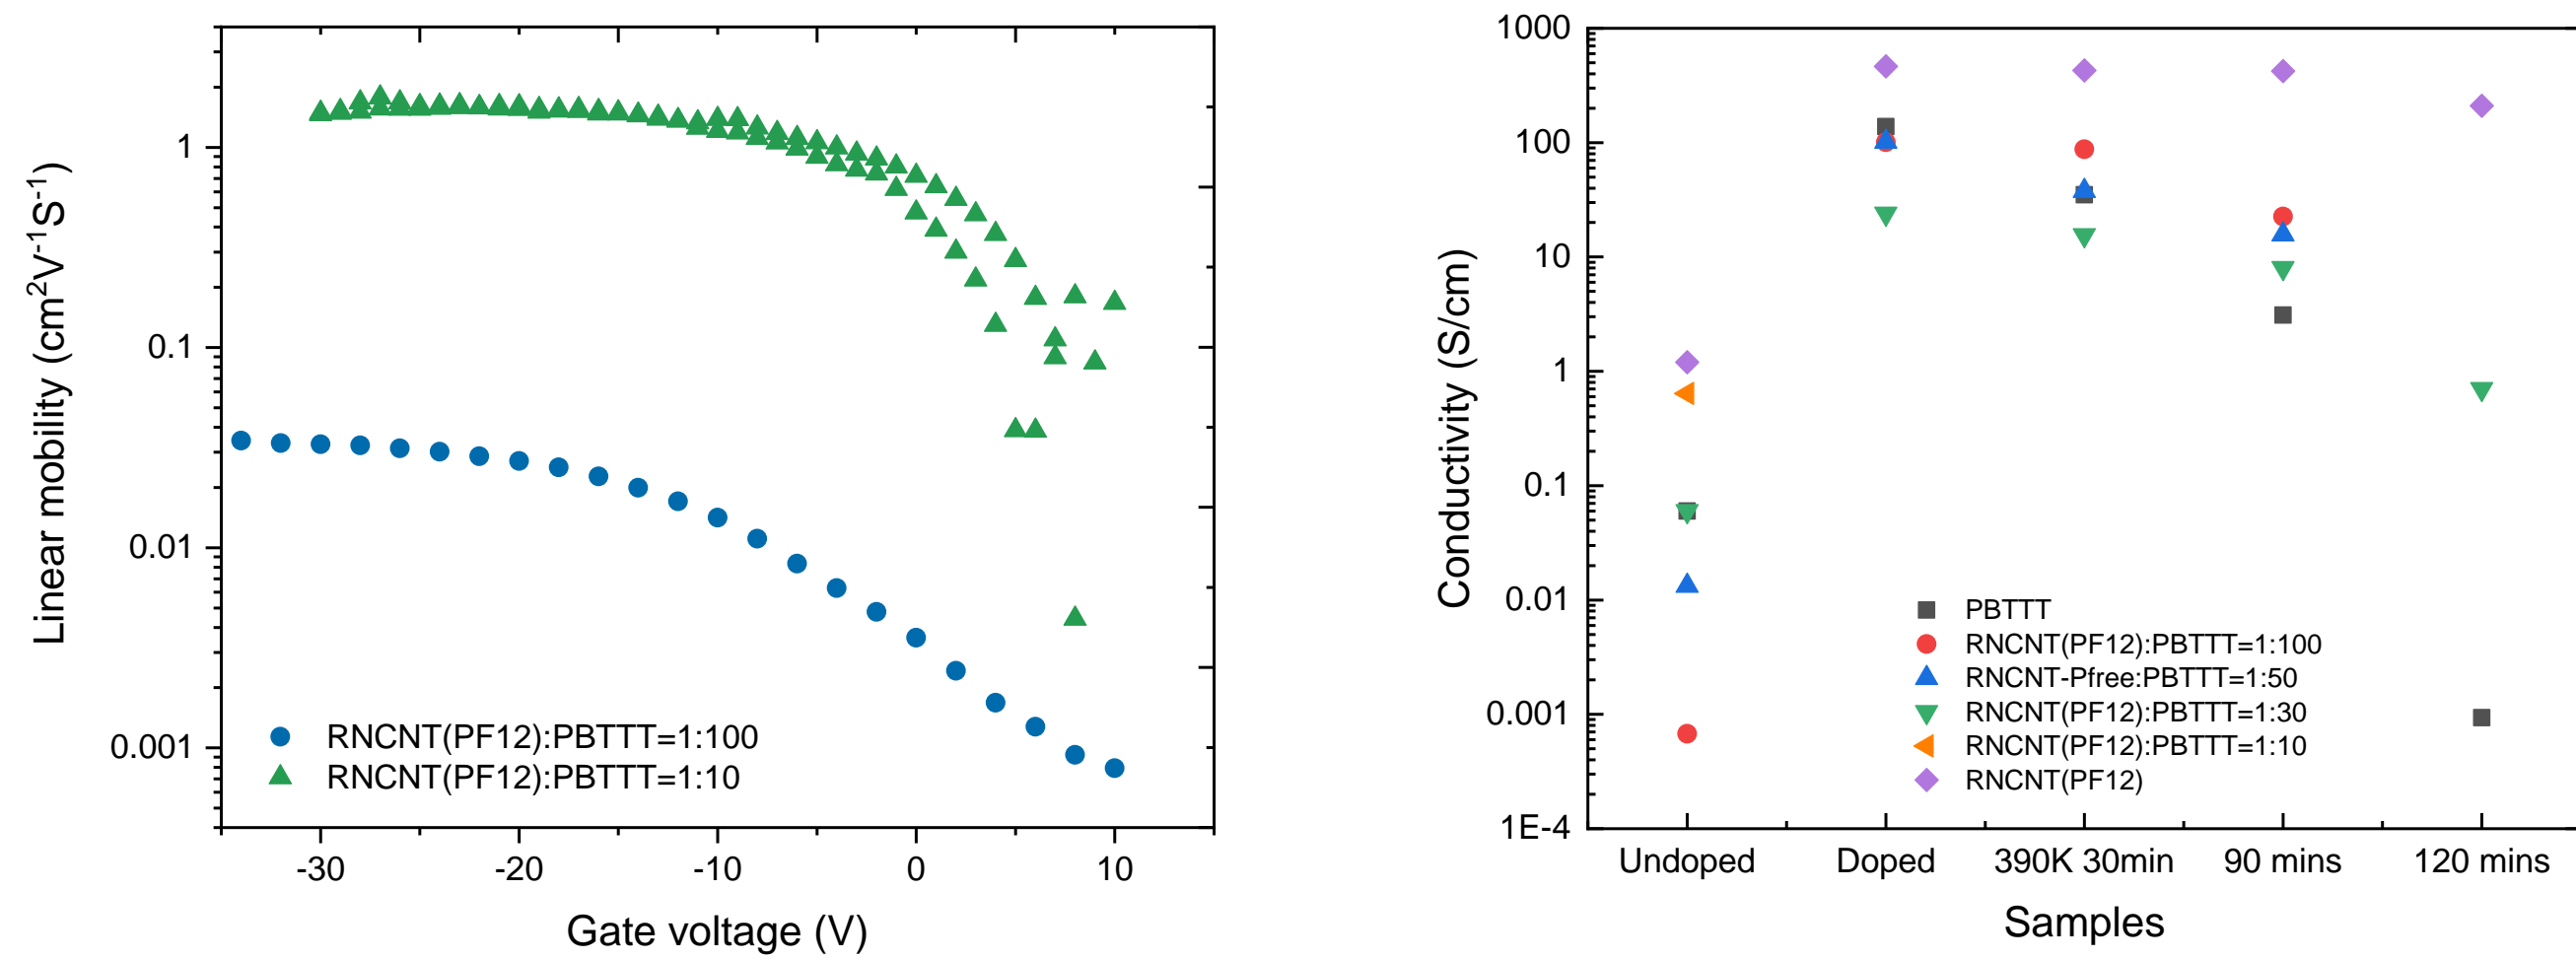 Linear mobility (cm²V⁻¹S⁻¹)
1
0.1
0.01
0.001
RNCNT(PF12):PBTTT=1:100
RNCNT(PF12):PBTTT=1:10
-30 -20 -10 0 10
Gate voltage (V)
Conductivity (S/cm)
1000
100
10
1
0.1
0.01
0.001
1E-4
PBTTT
RNCNT(PF12):PBTTT=1:100
RNCNT-Pfree:PBTTT=1:50
RNCNT(PF12):PBTTT=1:30
RNCNT(PF12):PBTTT=1:10
RNCNT(PF12)
Undoped Doped 390K 30min 90 mins 120 mins
Samples